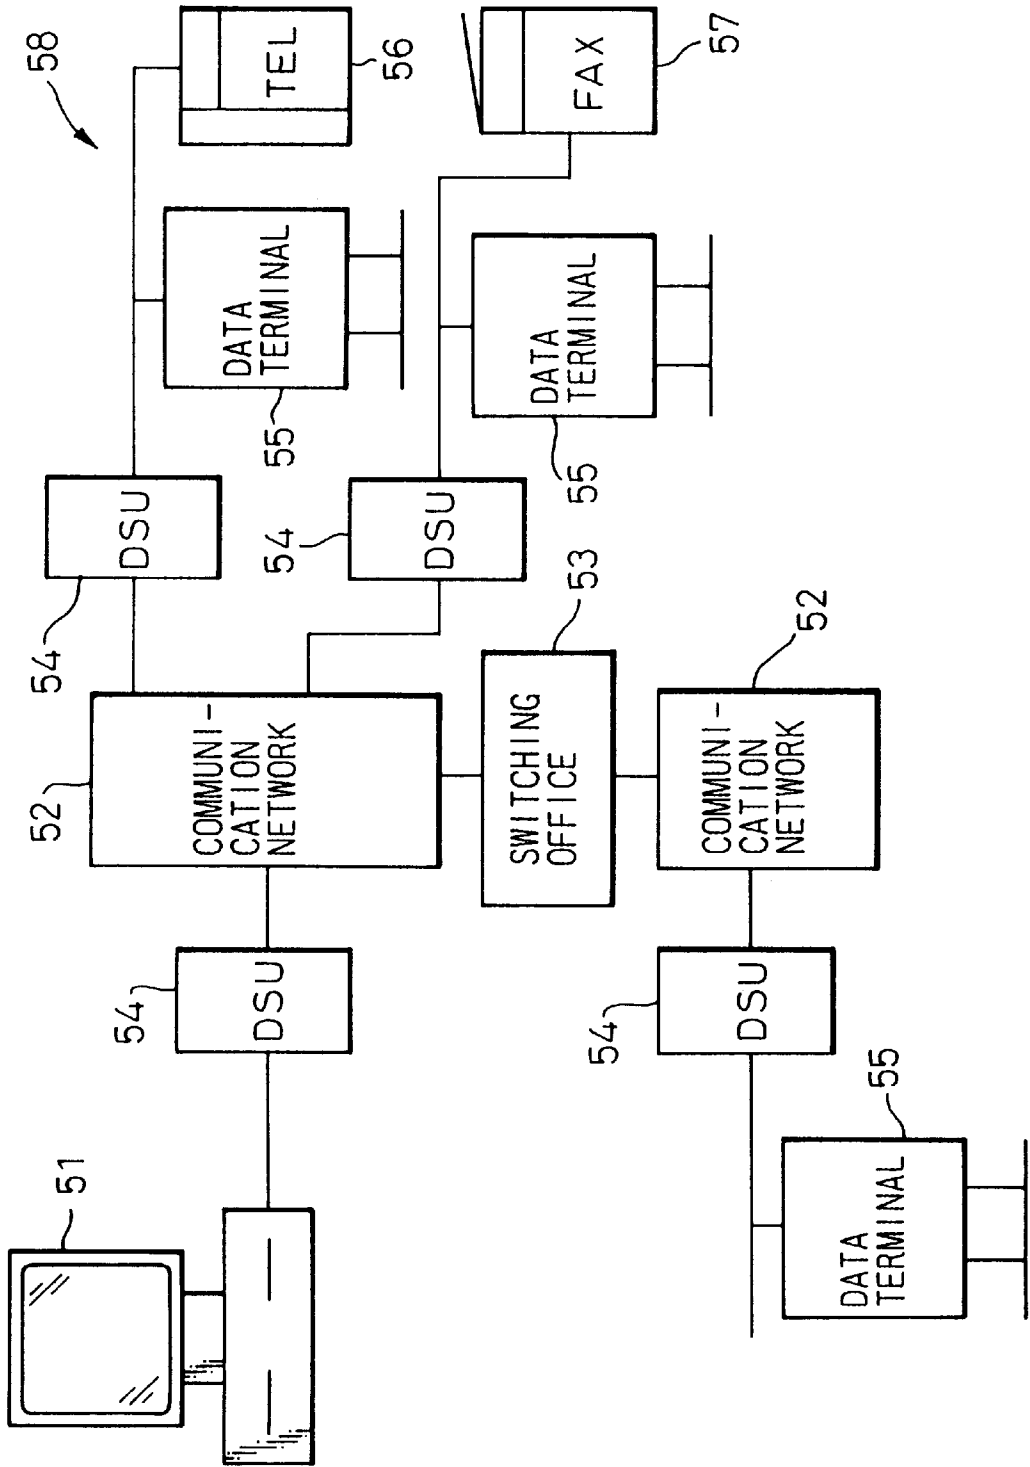 51
54
DSU
52
COMMUNI-
CATION
NETWORK
54
DSU
58
TEL
56
55
DATA
TERMINAL
54
DSU
57
FAX
55
DATA
TERMINAL
53
SWITCHING
OFFICE
52
COMMUNI-
CATION
NETWORK
54
DSU
55
DATA
TERMINAL